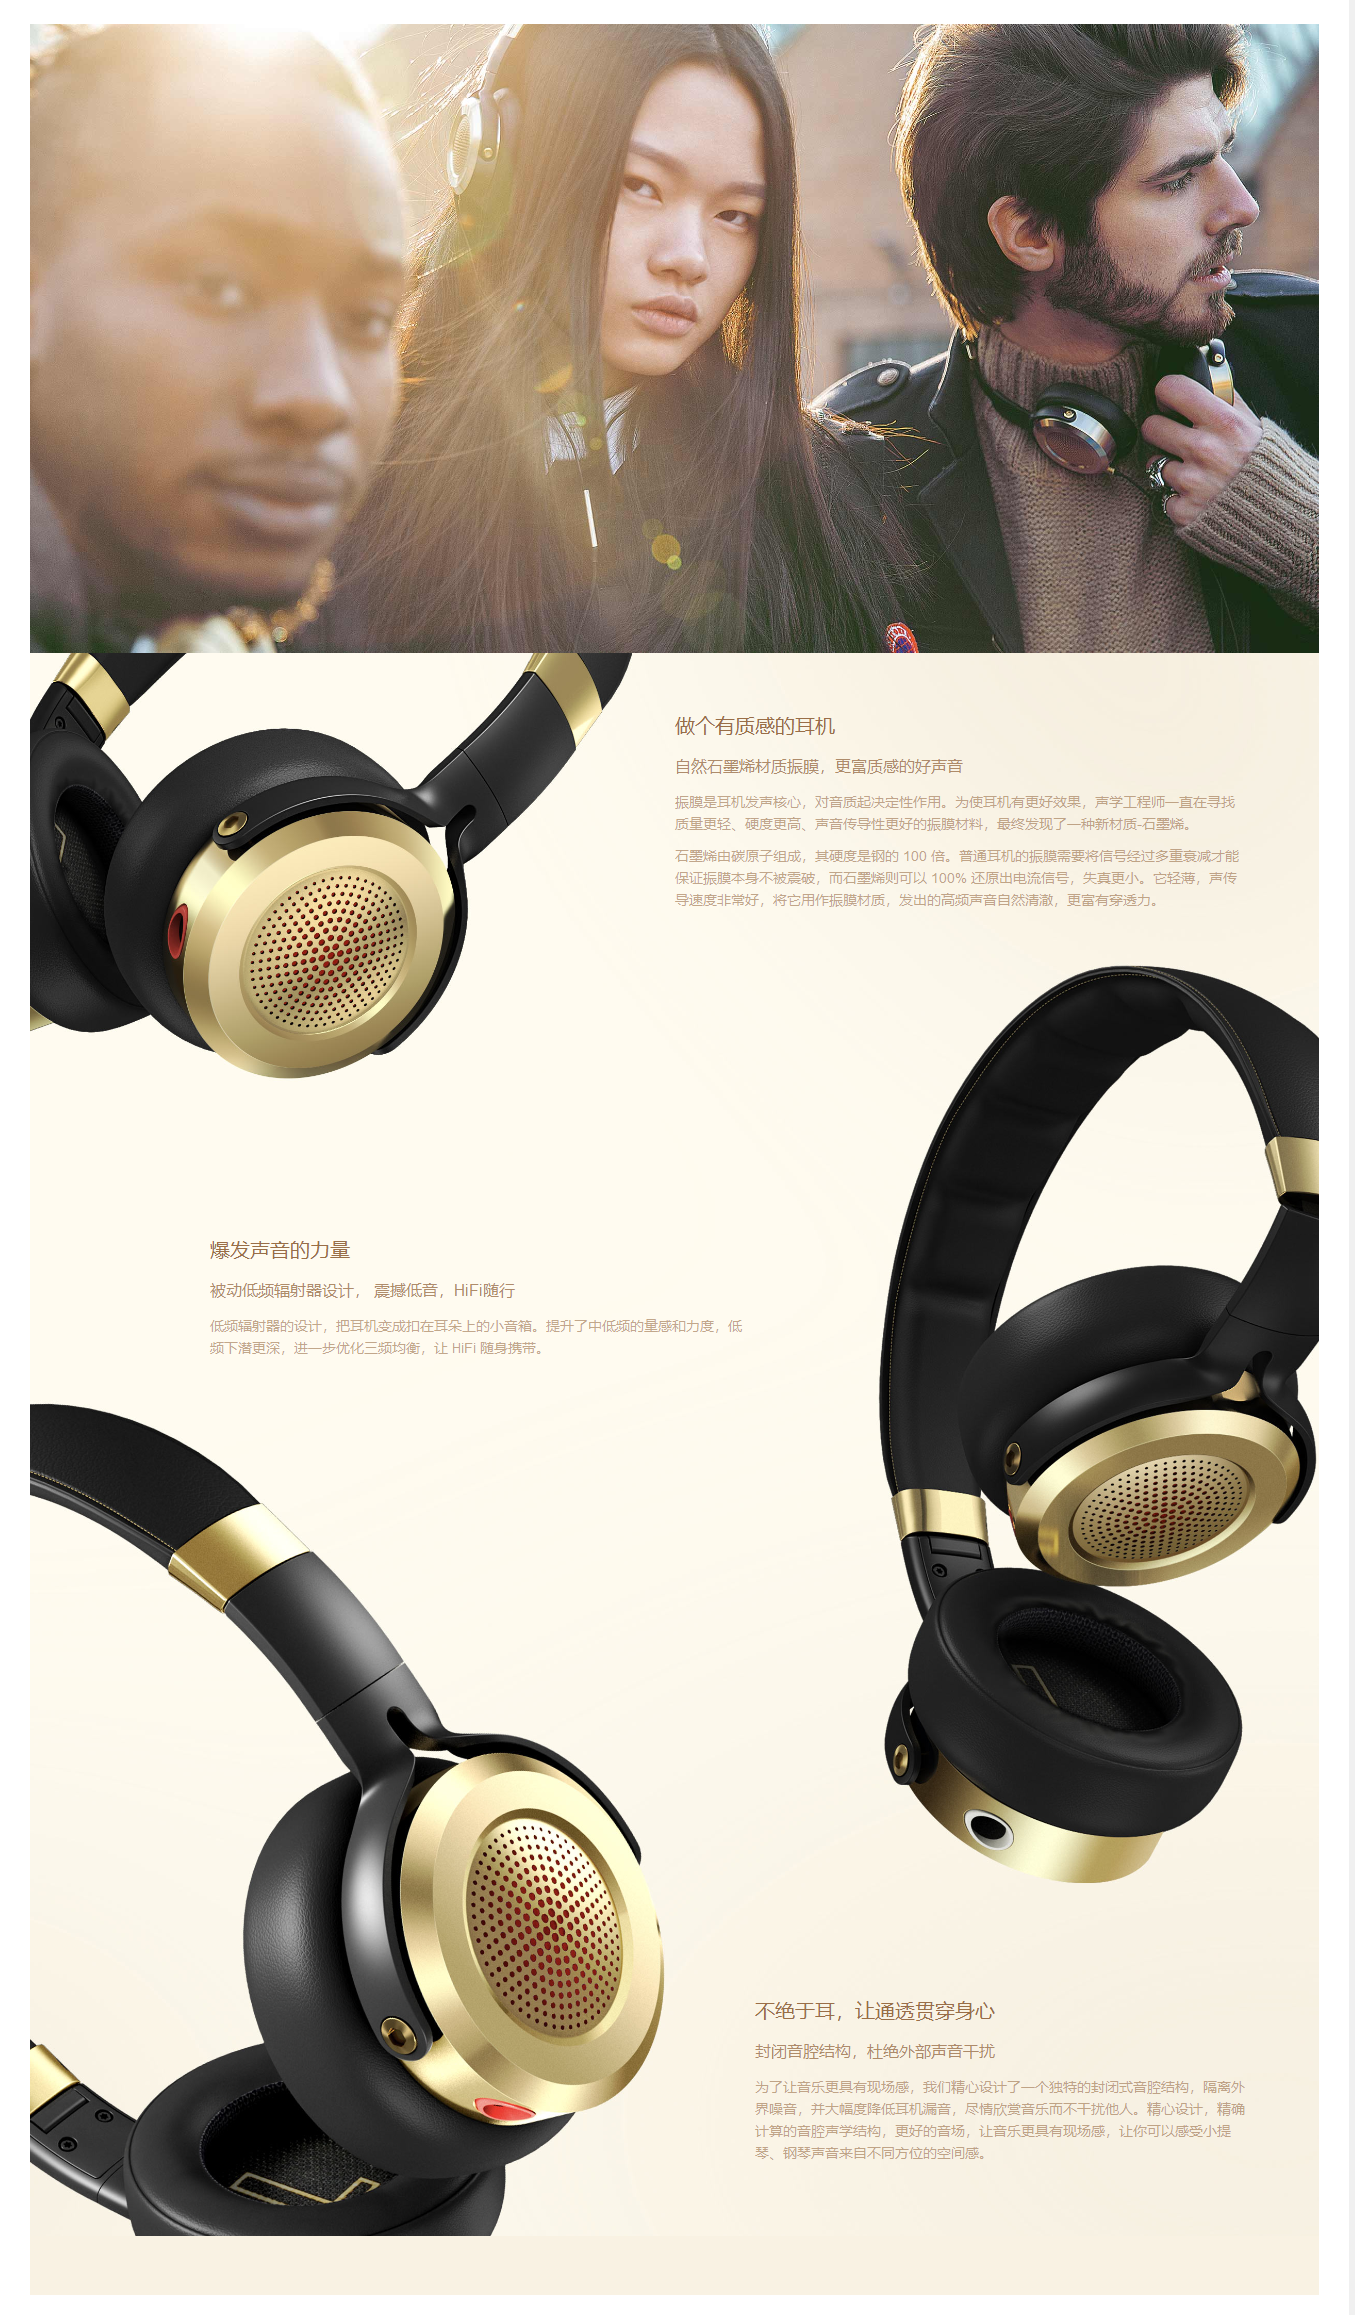 做个有质感的耳机
自然石墨烯材质振膜，更富质感的好声音
振膜是耳机发声核心，对音质起决定性作用。为使耳机有更好效果，声学工程师一直在寻找
质量更轻、硬度更高、声音传导性更好的振膜材料，最终发现了一种新材质-石墨烯。
石墨烯由碳原子组成，其硬度是钢的 100 倍。普通耳机的振膜需要将信号经过多重衰减才能
保证振膜本身不被震破，而石墨烯则可以 100% 还原出电流信号，失真更小。它轻薄，声传
导速度非常好，将它用作振膜材质，发出的高频声音自然清澈，更富有穿透力。
爆发声音的力量
被动低频辐射器设计， 震撼低音，HiFi随行
低频辐射器的设计，把耳机变成扣在耳朵上的小音箱。提升了中低频的量感和力度，低
频下潜更深，进一步优化三频均衡，让 HiFi 随身携带。
不绝于耳，让通透贯穿身心
封闭音腔结构，杜绝外部声音干扰
为了让音乐更具有现场感，我们精心设计了一个独特的封闭式音腔结构，隔离外
界噪音，并大幅度降低耳机漏音，尽情欣赏音乐而不干扰他人。精心设计，精确
计算的音腔声学结构，更好的音场，让音乐更具有现场感，让你可以感受小提
琴、钢琴声音来自不同方位的空间感。